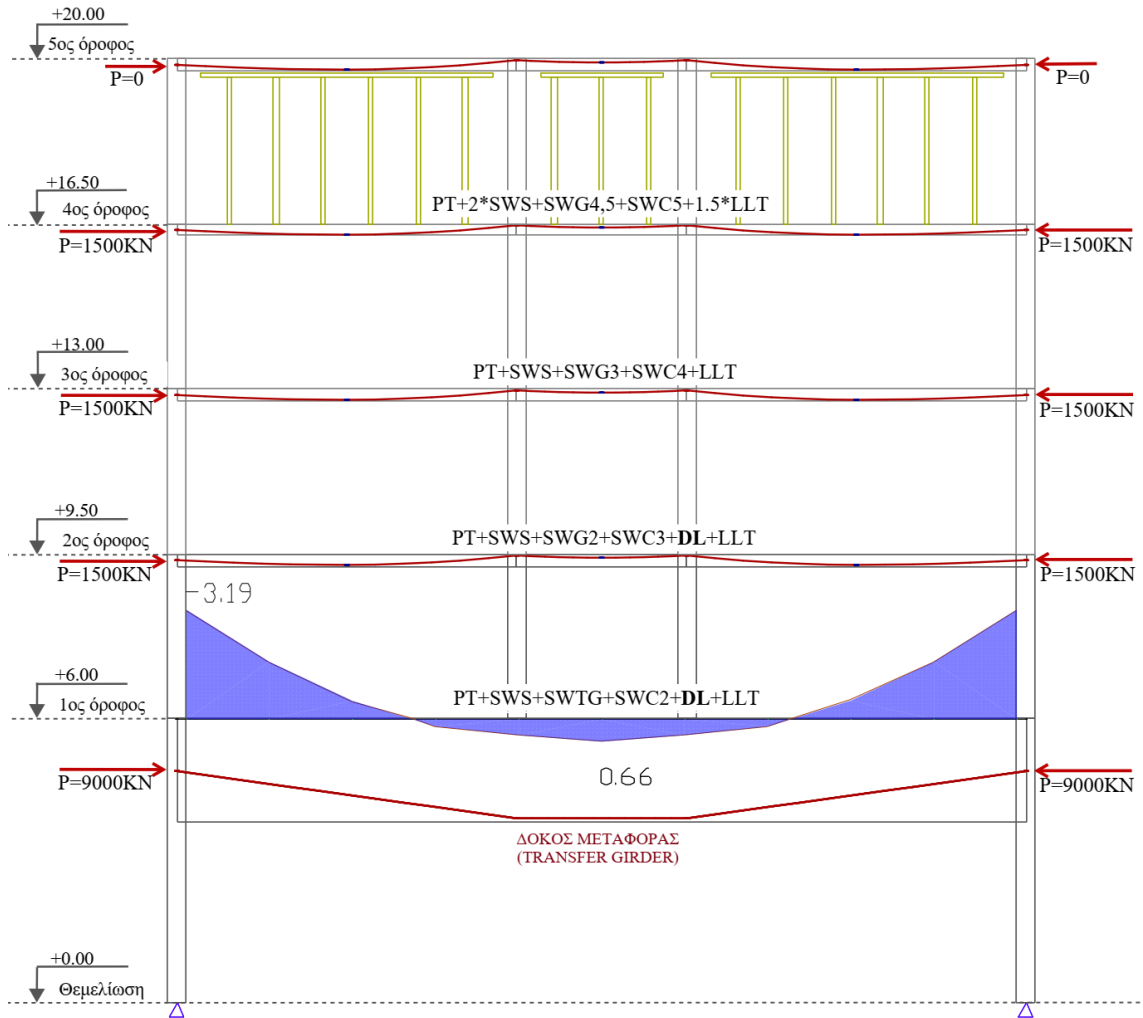 +20.00
5ος όροφος
P=0
P=0
+16.50
4ος όροφος
PT+2*SWS+SWG4,5+SWC5+1.5*LLT
P=1500KN
P=1500KN
+13.00
3ος όροφος
PT+SWS+SWG3+SWC4+LLT
P=1500KN
P=1500KN
+9.50
2ος όροφος
PT+SWS+SWG2+SWC3+DL+LLT
P=1500KN
P=1500KN
-3.19
+6.00
1ος όροφος
PT+SWS+SWTG+SWC2+DL+LLT
P=9000KN
0.66
P=9000KN
ΔΟΚΟΣ ΜΕΤΑΦΟΡΑΣ
(TRANSFER GIRDER)
+0.00
Θεμελίωση